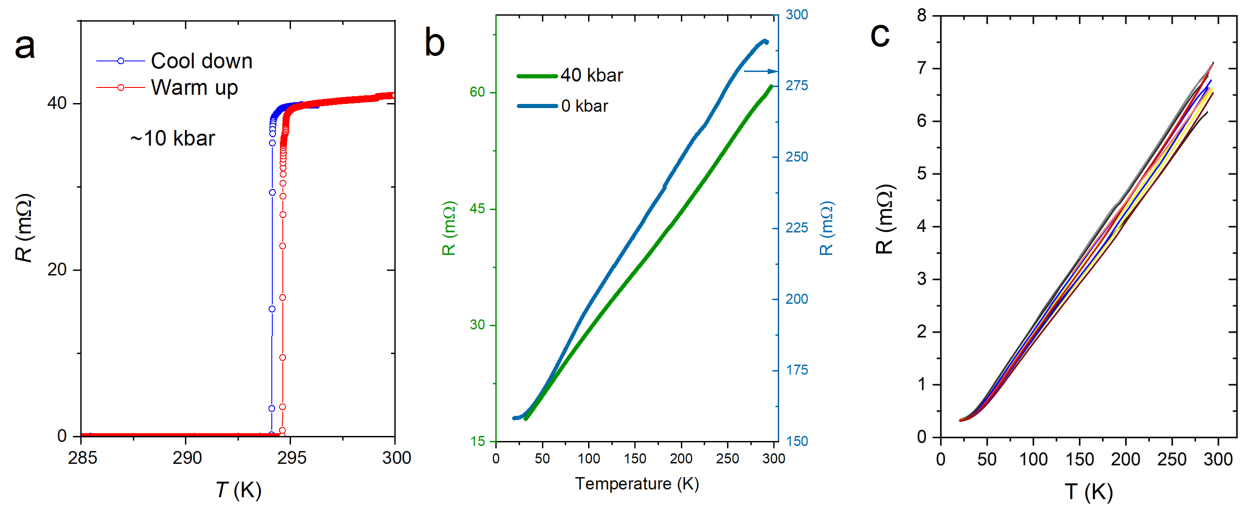 a
Cool down
Warm up
~10 kbar
R (mΩ)
40
20
0
285
290
295
300
T (K)
b
40 kbar
0 kbar
R (mΩ)
60
45
30
15
0
50
100
150
200
250
300
Temperature (K)
300
275
250
225
200
175
150
R (mΩ)
c
R (mΩ)
8
7
6
5
4
3
2
1
0
0
50
100
150
200
250
300
T (K)